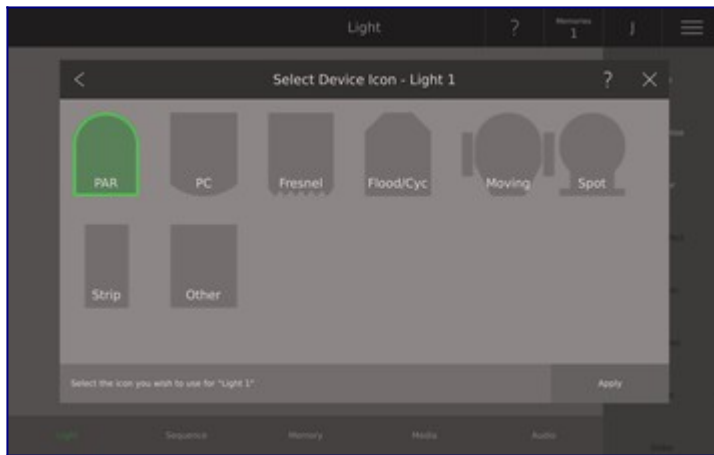 Light ? Memories 1 J
< Select Device Icon - Light 1 ? ×
PAR PC Fresnel Flood/Cyc Moving Spot
Strip Other
Select the icon you wish to use for "Light 1" Apply
Light Sequence Memory Media Audio